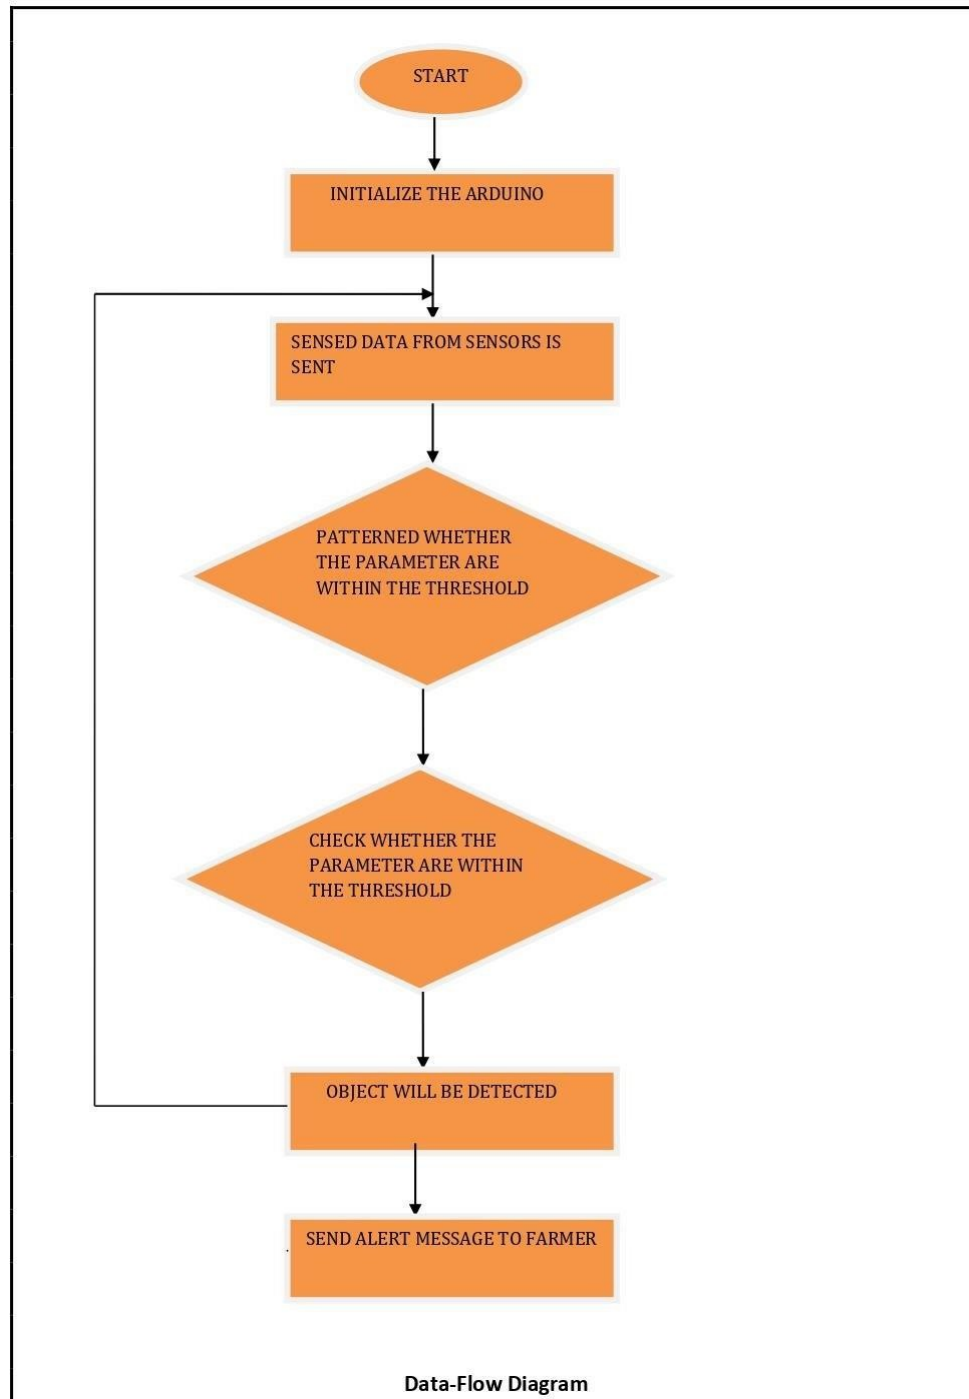 START
INITIALIZE THE ARDUINO
SENSED DATA FROM SENSORS IS
SENT
PATTERNED WHETHER
THE PARAMETER ARE
WITHIN THE THRESHOLD
CHECK WHETHER THE
PARAMETER ARE WITHIN
THE THRESHOLD
OBJECT WILL BE DETECTED
SEND ALERT MESSAGE TO FARMER
Data-Flow Diagram